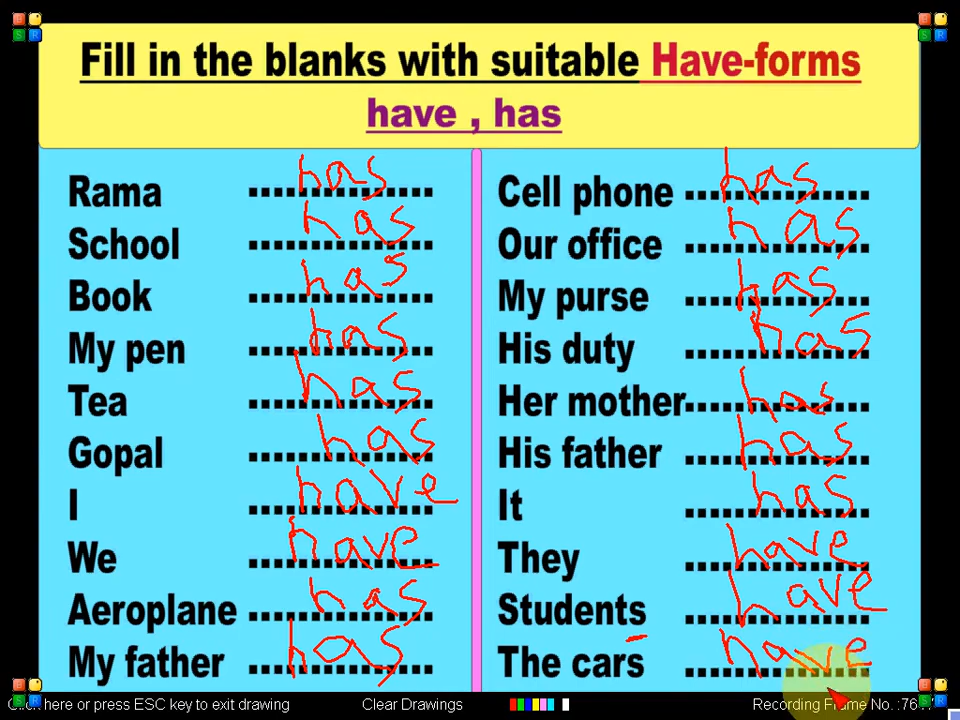 Fill in the blanks with suitable Have-forms
have , has
Rama ............... has
School ............... has
Book ............... has
My pen ............... has
Tea ............... has
Gopal ............... has
I ............... have
We ............... have
Aeroplane ............... has
My father ............... has
Cell phone ............... has
Our office ............... has
My purse ............... has
His duty ............... has
Her mother ............... has
His father ............... has
It ............... has
They ............... have
Students ............... have
The cars ............... have
here or press ESC key to exit drawing Clear Drawings Recording Frame No.